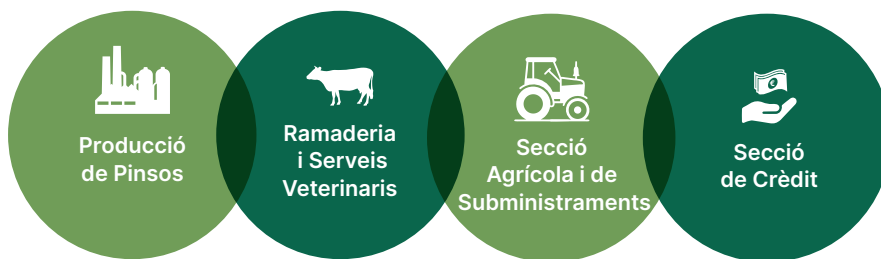 Producció
de Pinsos
Ramaderia
i Serveis
Veterinaris
Secció
Agrícola i de
Subministraments
Secció
de Crèdit